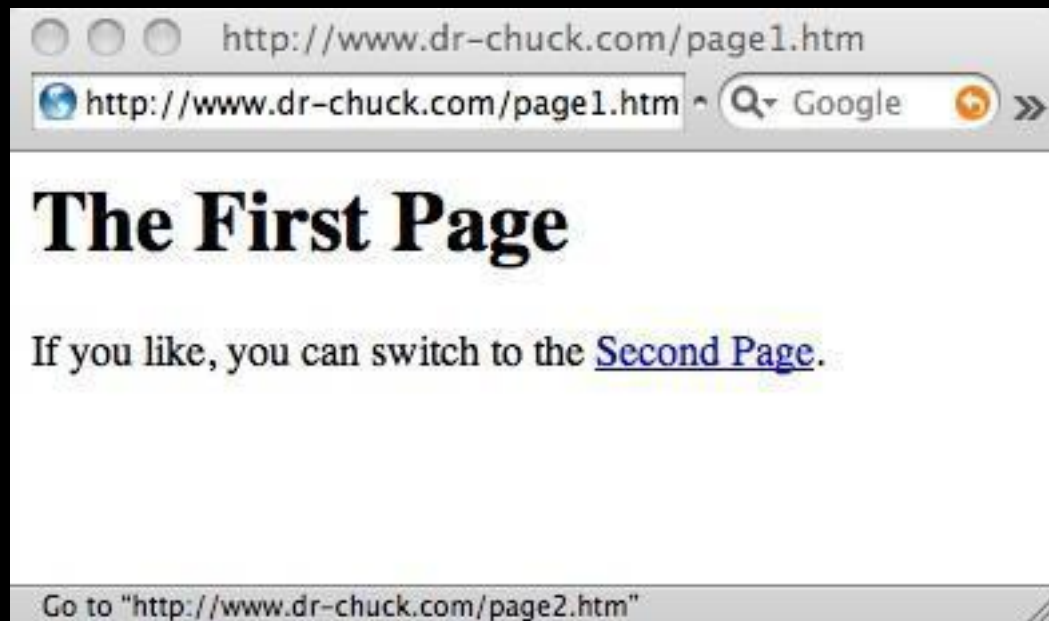 http://www.dr-chuck.com/page1.htm
http://www.dr-chuck.com/page1.htm Google
The First Page
If you like, you can switch to the Second Page.
Go to "http://www.dr-chuck.com/page2.htm"